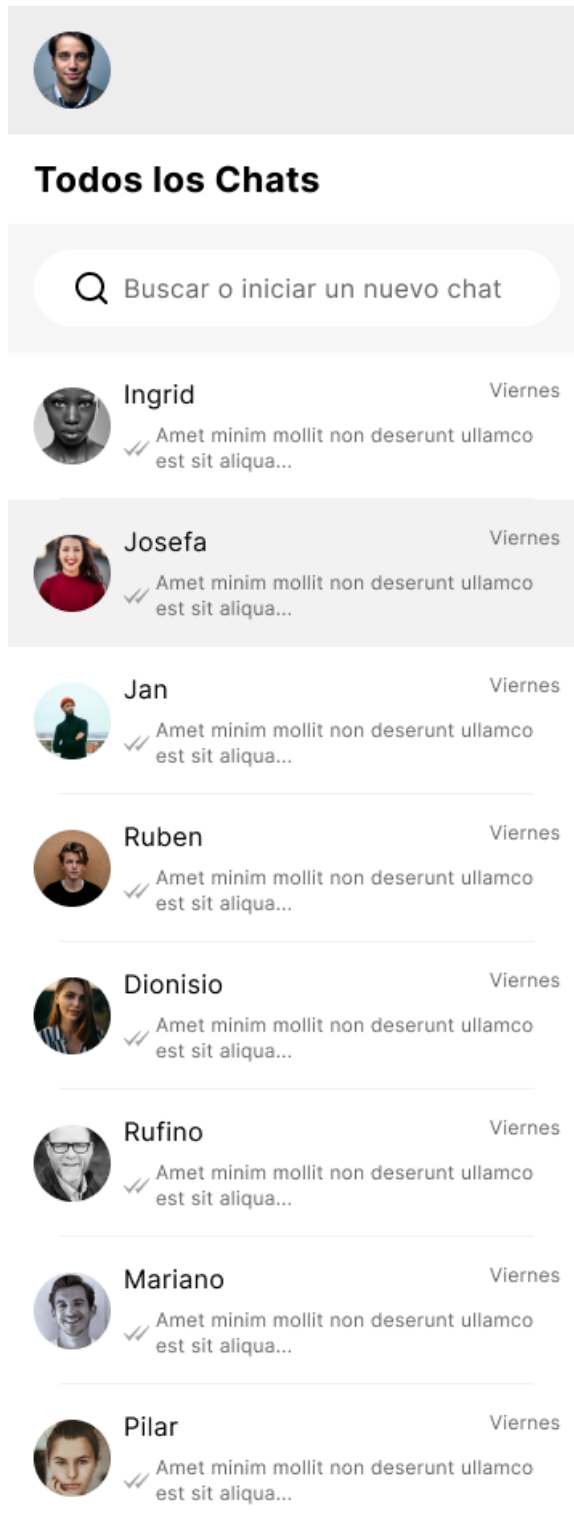 Todos los Chats
Buscar o iniciar un nuevo chat
Ingrid
Viernes
Amet minim mollit non deserunt ullamco
est sit aliqua...
Josefa
Viernes
Amet minim mollit non deserunt ullamco
est sit aliqua...
Jan
Viernes
Amet minim mollit non deserunt ullamco
est sit aliqua...
Ruben
Viernes
Amet minim mollit non deserunt ullamco
est sit aliqua...
Dionisio
Viernes
Amet minim mollit non deserunt ullamco
est sit aliqua...
Rufino
Viernes
Amet minim mollit non deserunt ullamco
est sit aliqua...
Mariano
Viernes
Amet minim mollit non deserunt ullamco
est sit aliqua...
Pilar
Viernes
Amet minim mollit non deserunt ullamco
est sit aliqua...